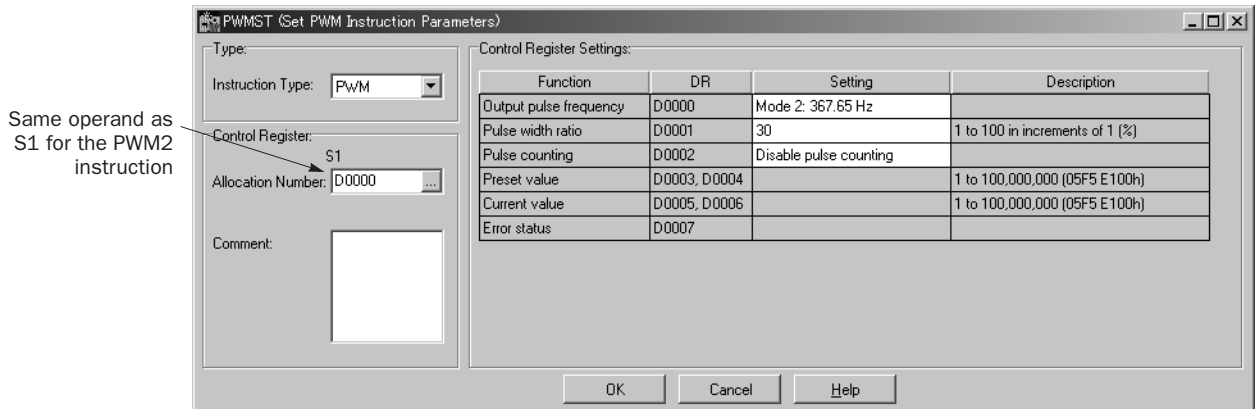 PWMST (Set PWM Instruction Parameters)
Type:
Instruction Type: PWM
Same operand as
S1 for the PWM2
instruction
Control Register:
S1
Allocation Number: D0000 ...
Comment:
Control Register Settings:
Function DR Setting Description
Output pulse frequency D0000 Mode 2: 367.65 Hz
Pulse width ratio D0001 30 1 to 100 in increments of 1 (%)
Pulse counting D0002 Disable pulse counting
Preset value D0003, D0004 1 to 100,000,000 (05F5 E100h)
Current value D0005, D0006 1 to 100,000,000 (05F5 E100h)
Error status D0007
OK Cancel Help